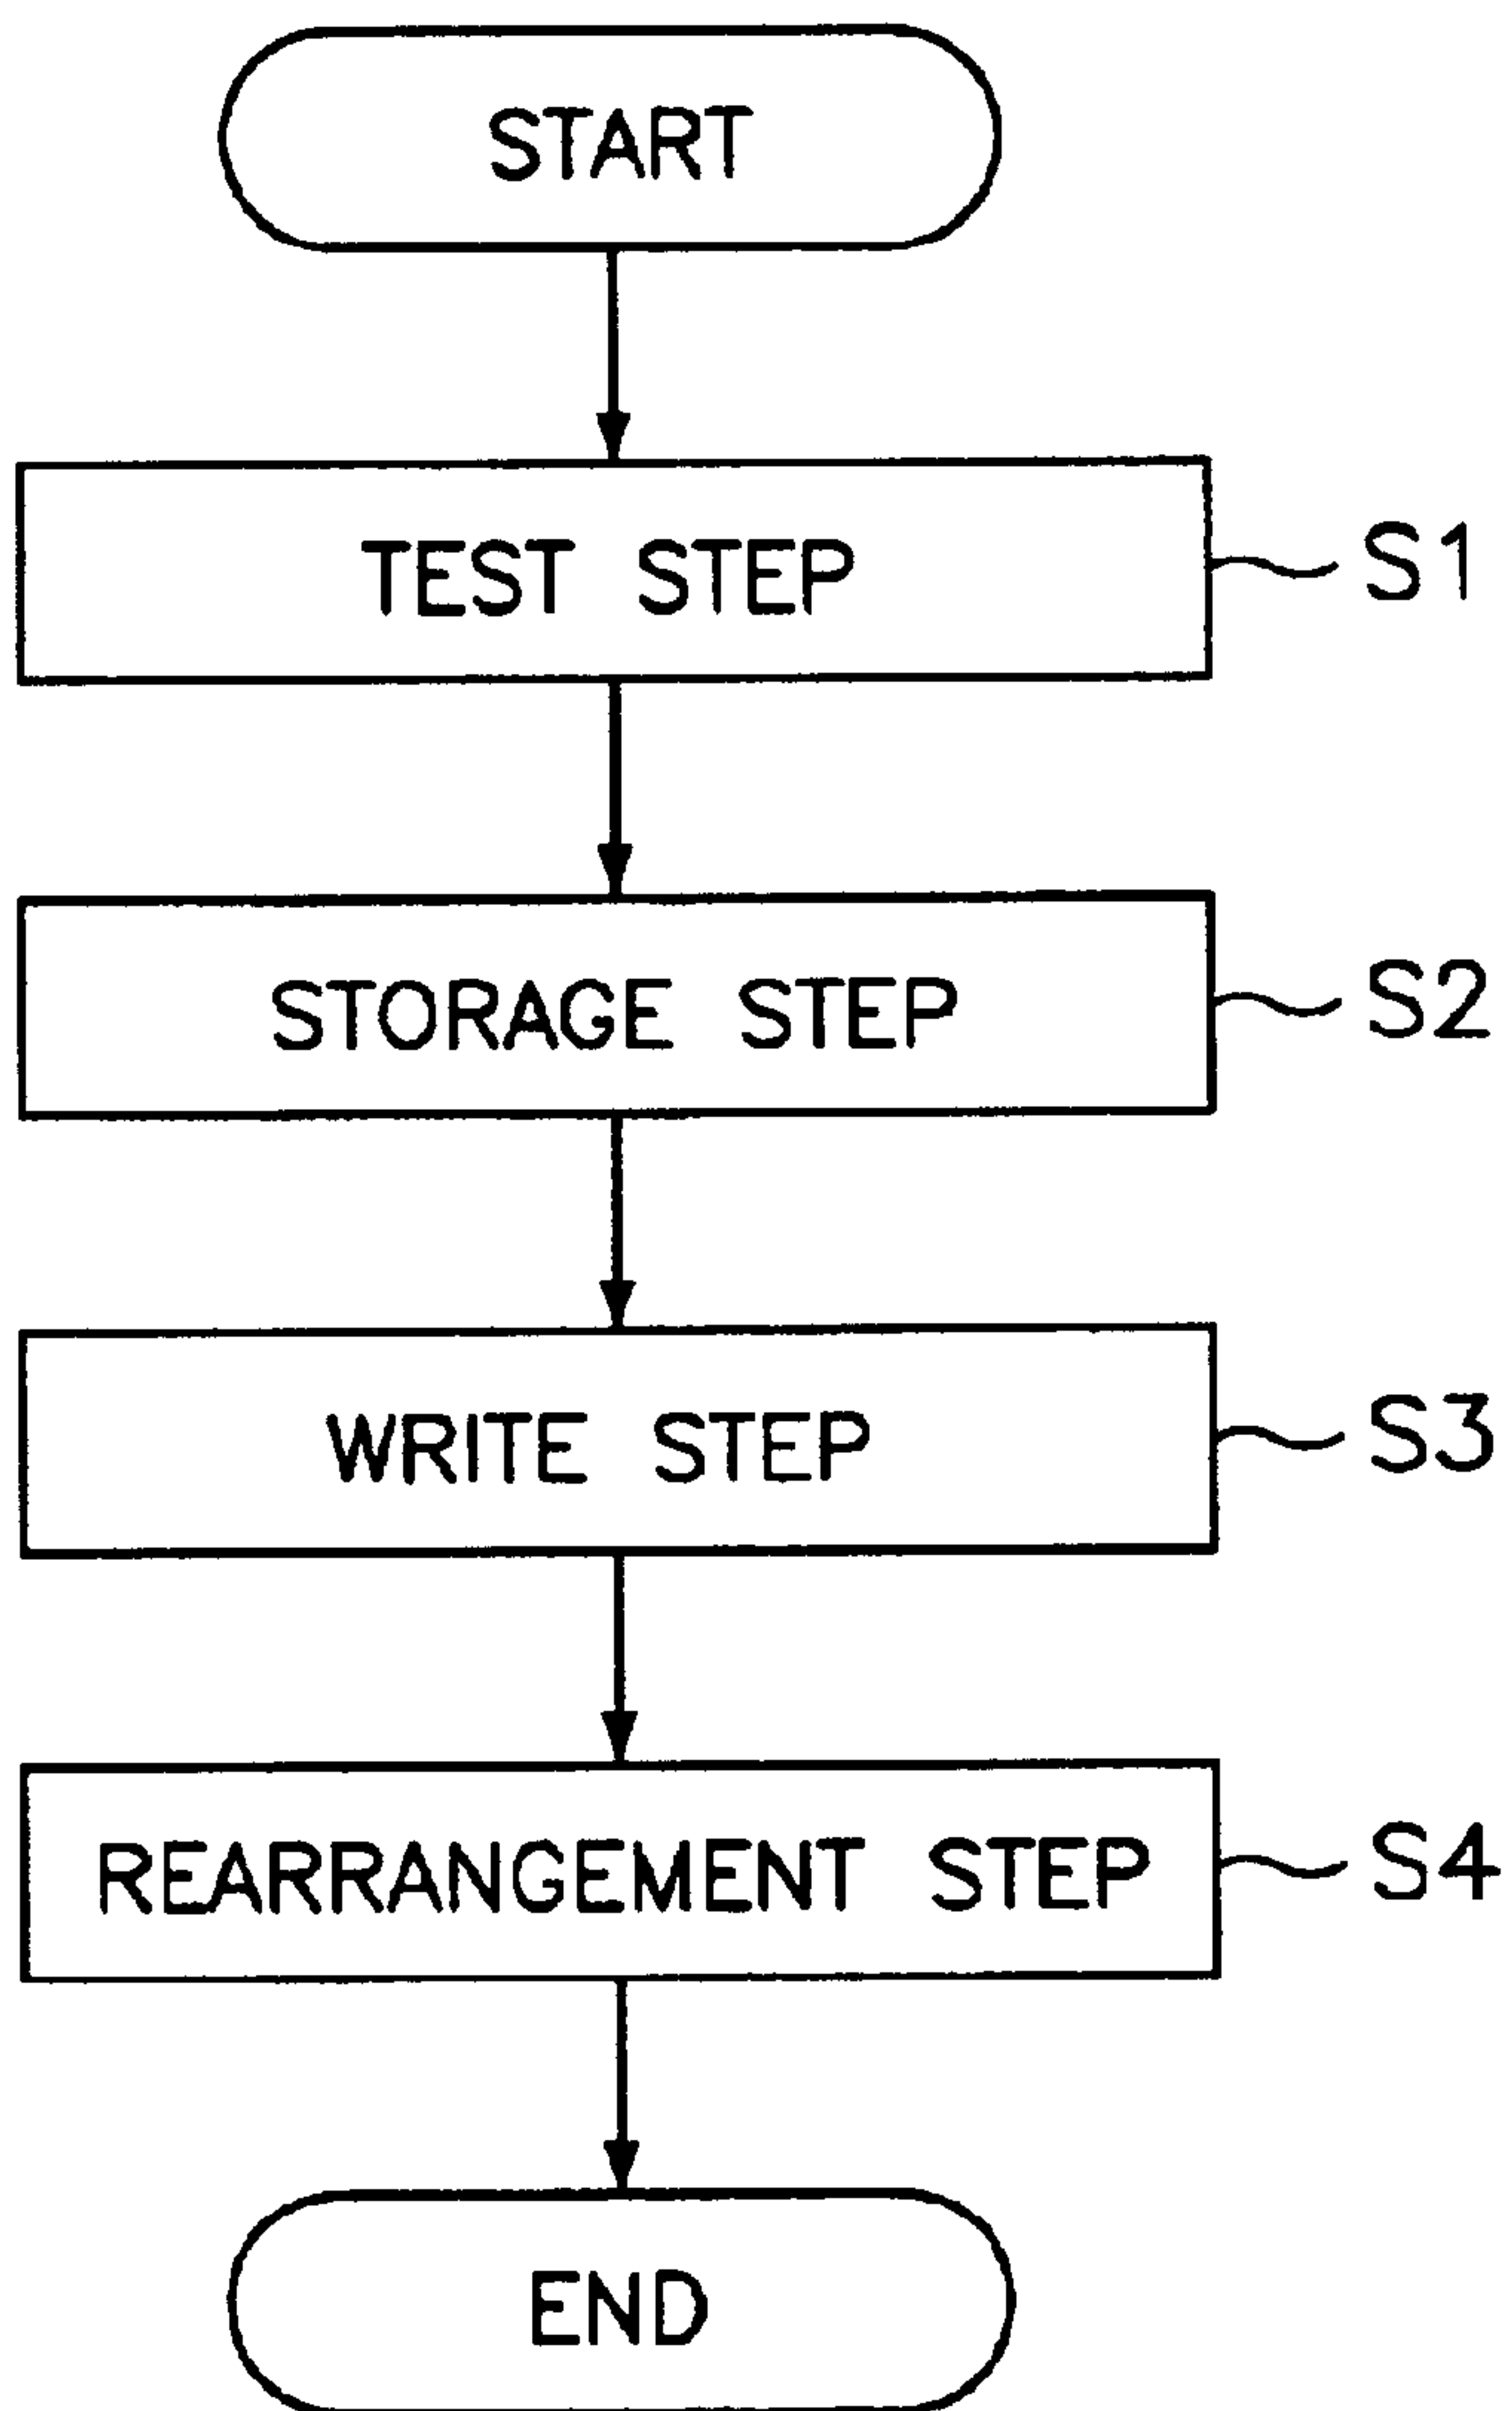 START
TEST STEP
S1
STORAGE STEP
S2
WRITE STEP
S3
REARRANGEMENT STEP
S4
END